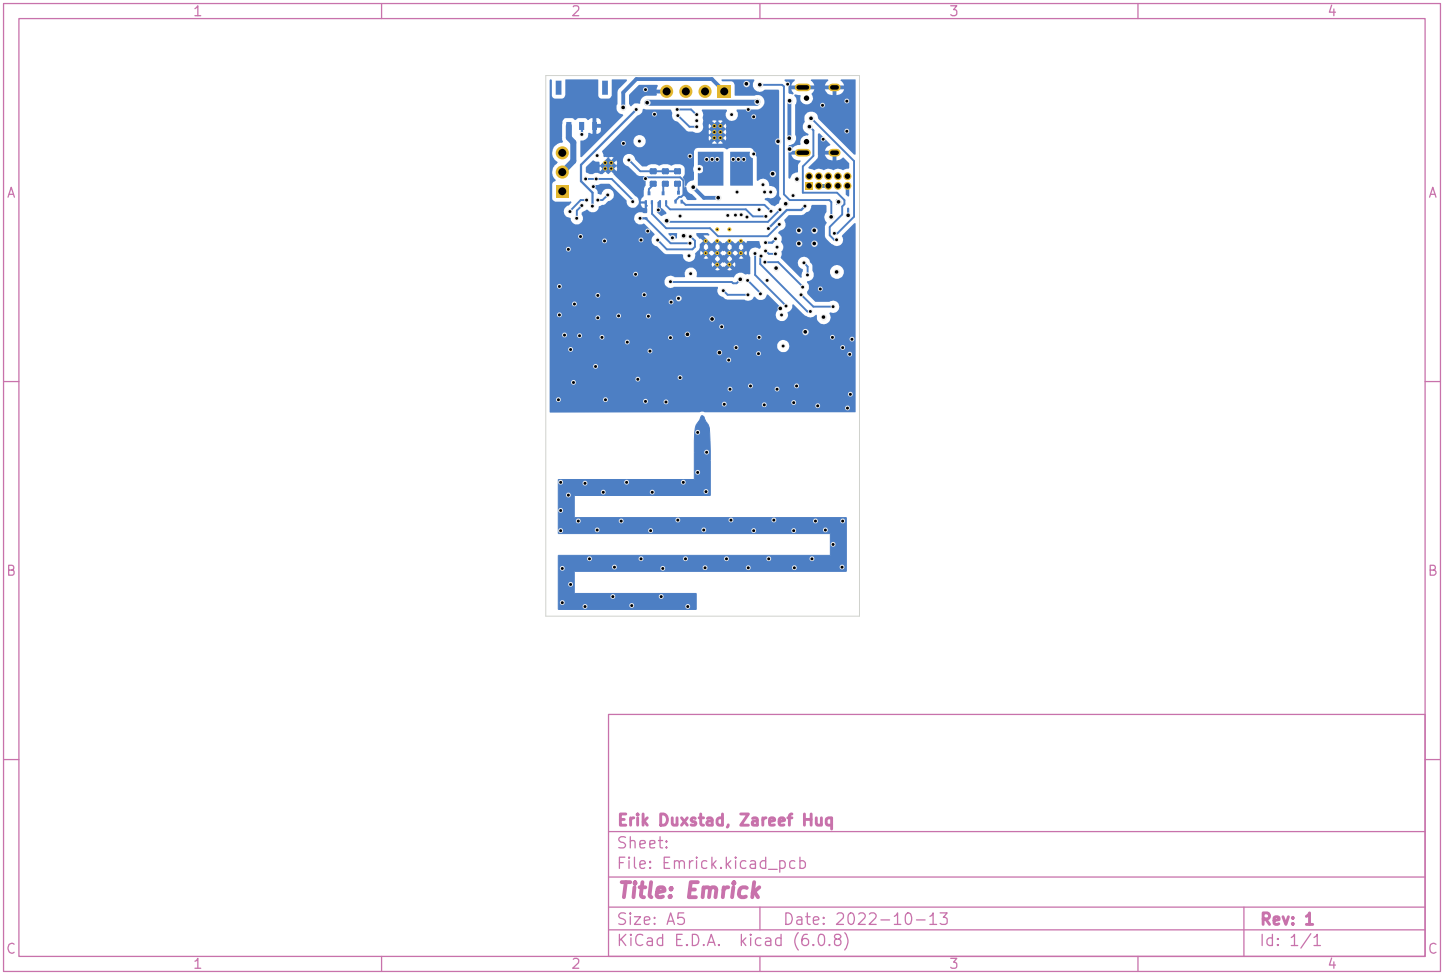 1 2 3 4
A A
B B
Erik Duxstad, Zareef Huq
Sheet:
File: Emrick.kicad_pcb
Title: Emrick
Size: A5 Date: 2022-10-13 Rev: 1
KiCad E.D.A. kicad (6.0.8) Id: 1/1
C C
1 2 3 4